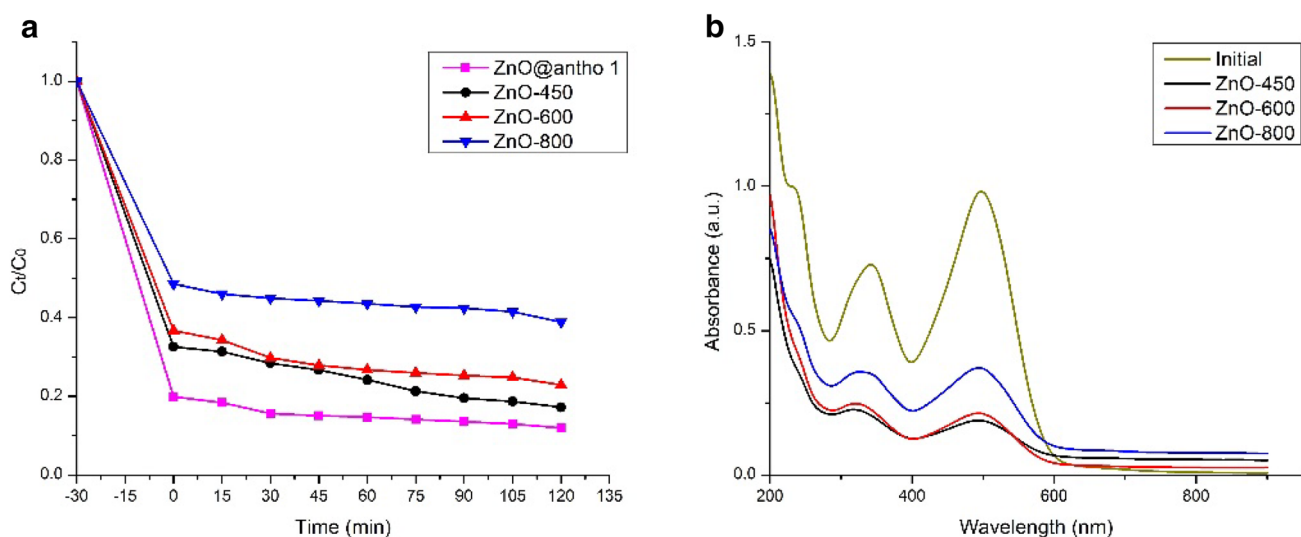 a
ZnO@antho 1
ZnO-450
ZnO-600
ZnO-800
1.0
0.8
0.6
0.4
0.2
0.0
-30 -15 0 15 30 45 60 75 90 105 120 135
Ct/C0
Time (min)
b
Initial
ZnO-450
ZnO-600
ZnO-800
1.5
1.0
0.5
0.0
200 400 600 800
Absorbance (a.u.)
Wavelength (nm)